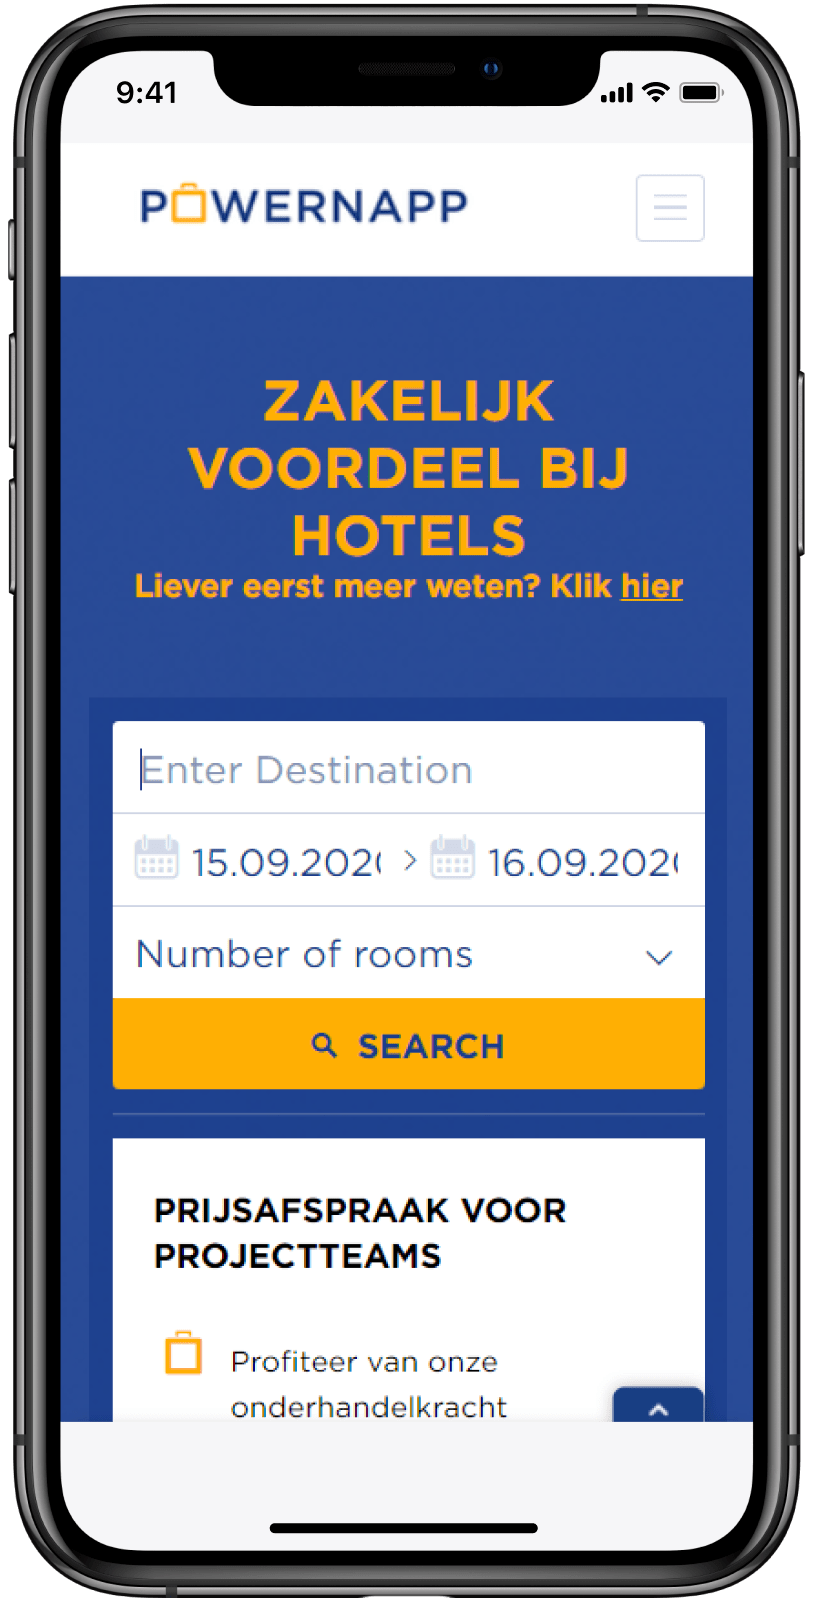 9:41
POWERNAPP
ZAKELIJK
VOORDEEL BIJ
HOTELS
Liever eerst meer weten? Klik hier
Enter Destination
15.09.202 > 16.09.202
Number of rooms
SEARCH
PRIJSAFSPRAAK VOOR
PROJECTTEAMS
Profiteer van onze
onderhandelkracht